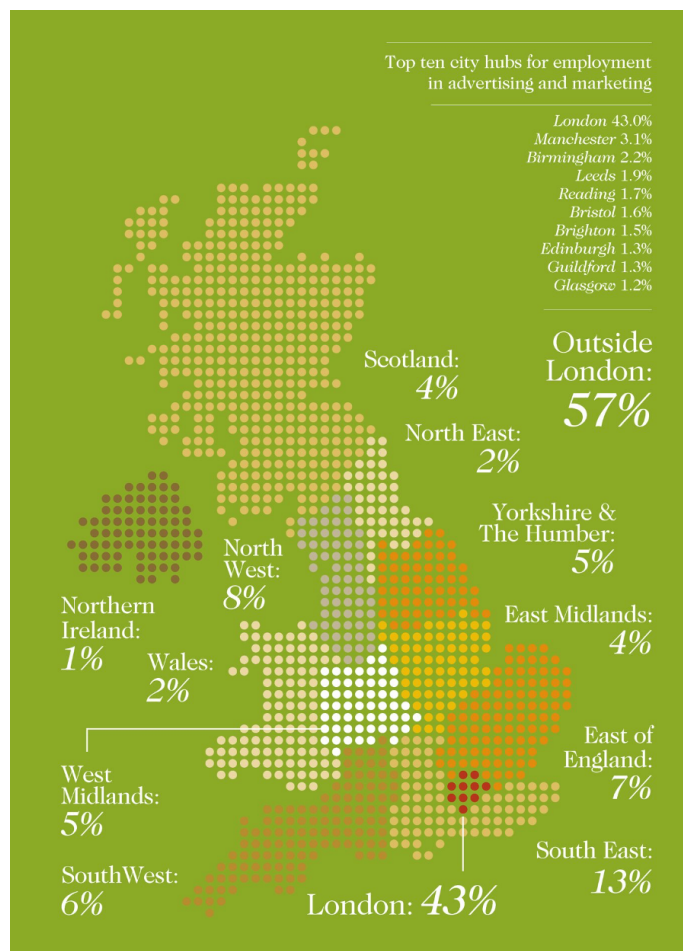 Top ten city hubs for employment
in advertising and marketing
London 43.0%
Manchester 3.1%
Birmingham 2.2%
Leeds 1.9%
Reading 1.7%
Bristol 1.6%
Brighton 1.5%
Edinburgh 1.3%
Guildford 1.3%
Glasgow 1.2%
Outside
London:
57%
Scotland:
4%
North East:
2%
Yorkshire &
The Humber:
5%
North
West:
8%
Northern
Ireland:
1%
East Midlands:
4%
Wales:
2%
East of
England:
7%
West
Midlands:
5%
South East:
13%
SouthWest:
6%
London: 43%